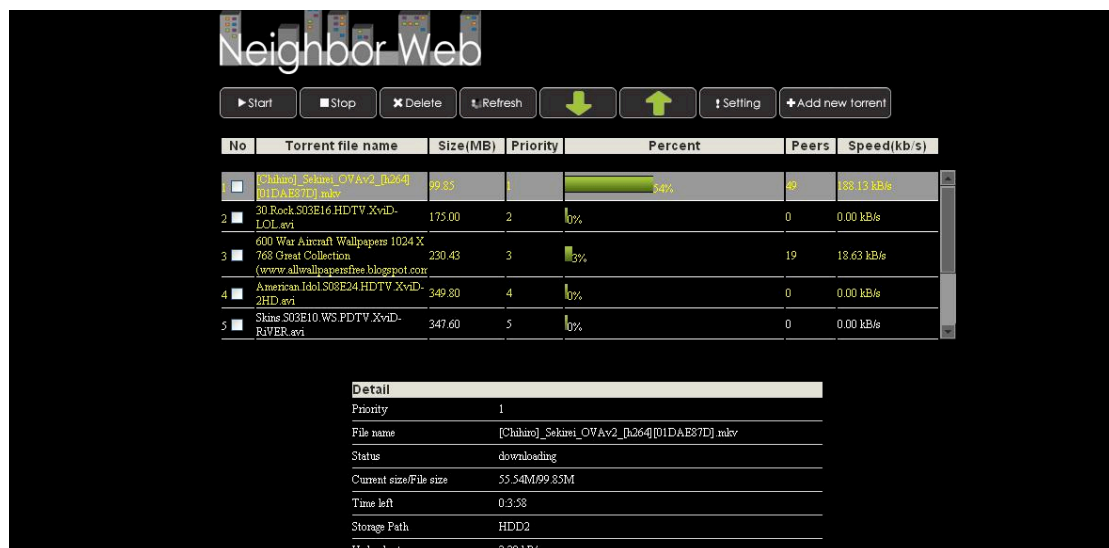 Neighbor Web
Start Stop Delete Refresh Setting Add new torrent
No Torrent file name Size(MB) Priority Percent Peers Speed(kb/s)
1 [Chihiro]_Sekirei_OVAv2_[h264] 99.85 1 54% 49 188.13 kB/s
[01DAE87D].mkv
2 30.Rock.S03E16.HDTV.XviD- 175.00 2 0% 0 0.00 kB/s
LOL.avi
3 600 War Aircraft Wallpapers 1024 X 230.43 3 3% 19 18.63 kB/s
768 Great Collection
(www.allwallpapersfree.blogspot.com
4 American.Idol.S08E24.HDTV.XviD- 349.80 4 0% 0 0.00 kB/s
2HD.avi
5 Skins.S03E10.WS.PDTV.XviD- 347.60 5 0% 0 0.00 kB/s
RiVER.avi
Detail
Priority 1
File name [Chihiro]_Sekirei_OVAv2_[h264][01DAE87D].mkv
Status downloading
Current size/File size 55.54M/99.85M
Time left 0:3:58
Storage Path HDD2